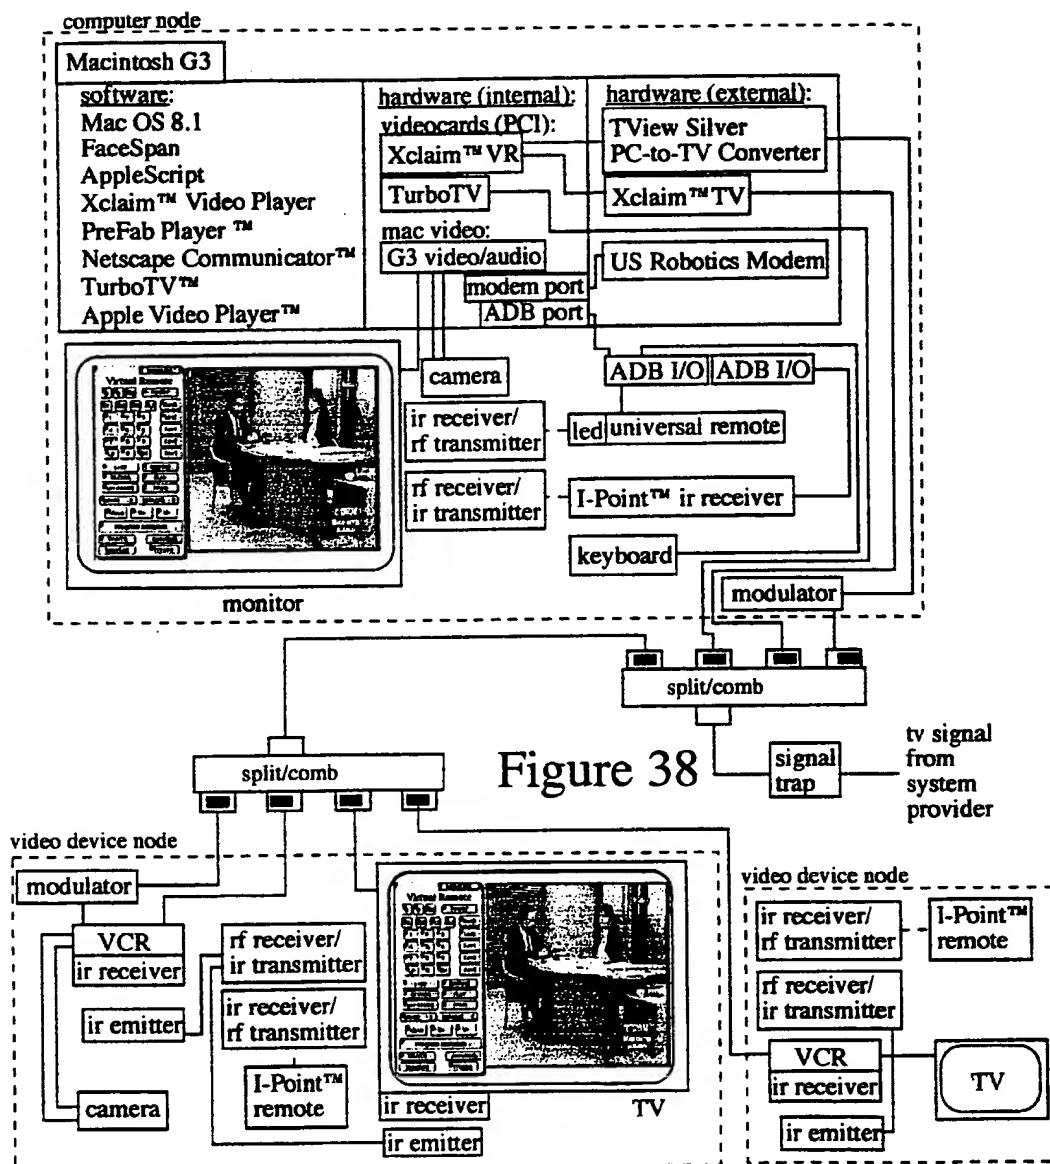 computer node
Macintosh G3
software:
Mac OS 8.1
FaceSpan
AppleScript
Xclaim™ Video Player
PreFab Player ™
Netscape Communicator™
TurboTV™
Apple Video Player™
hardware (internal):
videocards (PCI):
Xclaim™ VR
TurboTV
mac video:
G3 video/audio
modem port
ADB port
hardware (external):
TView Silver
PC-to-TV Converter
Xclaim™ TV
US Robotics Modem
ADB I/O
ADB I/O
camera
ir receiver/
rf transmitter
led
universal remote
rf receiver/
ir transmitter
I-Point™ ir receiver
keyboard
modulator
Virtual Remote
monitor
split/comb
signal
trap
tv signal
from
system
provider
split/comb
Figure 38
video device node
modulator
VCR
ir receiver
ir emitter
camera
rf receiver/
ir transmitter
ir receiver/
rf transmitter
I-Point™
remote
Virtual Remote
ir receiver
TV
ir emitter
video device node
ir receiver/
rf transmitter
I-Point™
remote
rf receiver/
ir transmitter
VCR
ir receiver
TV
ir emitter